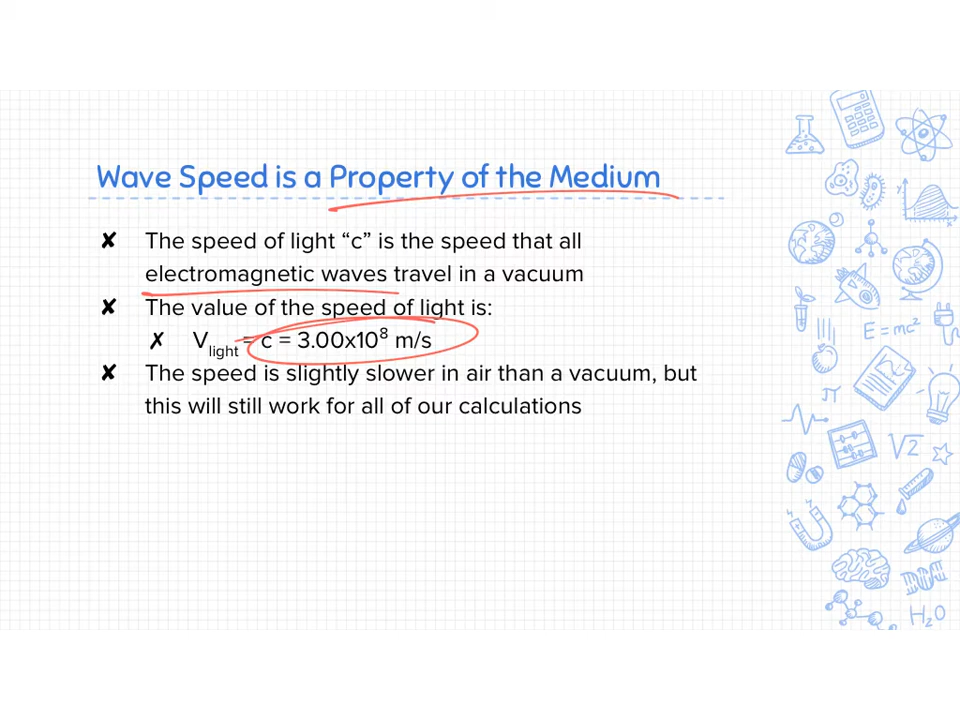 Wave Speed is a Property of the Medium
✘ The speed of light “c” is the speed that all
electromagnetic waves travel in a vacuum
✘ The value of the speed of light is:
✗ Vlight = c = 3.00x10⁸ m/s
✘ The speed is slightly slower in air than a vacuum, but
this will still work for all of our calculations
y
x
E=mc²
π
√2
H₂O